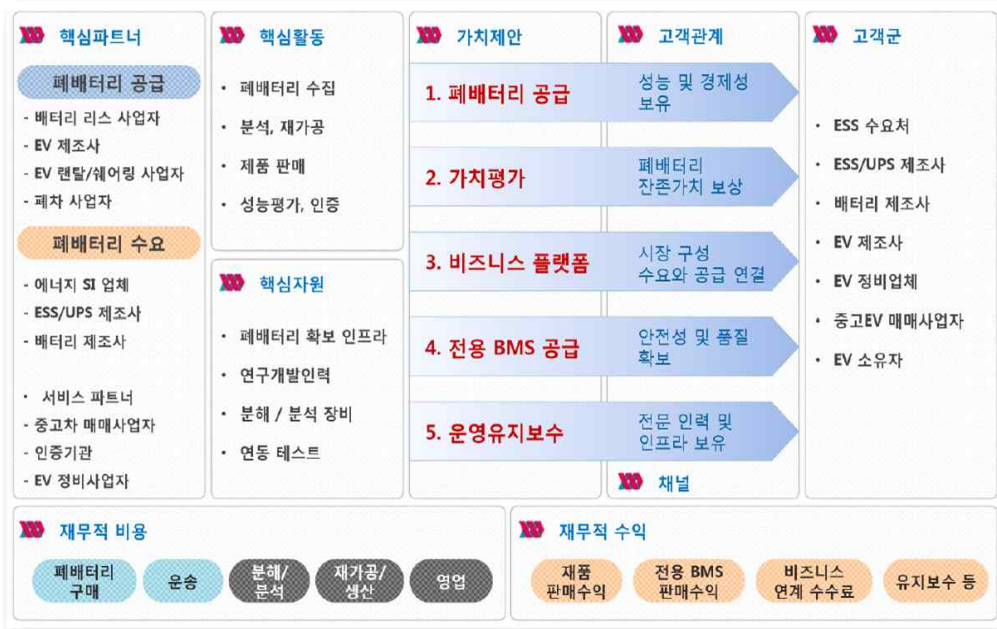 핵심파트너
폐배터리 공급
- 배터리 리스 사업자
- EV 제조사
- EV 렌탈/쉐어링 사업자
- 폐차 사업자
폐배터리 수요
- 에너지 SI 업체
- ESS/UPS 제조사
- 배터리 제조사
· 서비스 파트너
- 중고차 매매사업자
- 인증기관
- EV 정비사업자
핵심활동
· 폐배터리 수집
· 분석, 재가공
· 제품 판매
· 성능평가, 인증
핵심자원
· 폐배터리 확보 인프라
· 연구개발인력
· 분해 / 분석 장비
· 연동 테스트
가치제안
고객관계
1. 폐배터리 공급
성능 및 경제성
보유
2. 가치평가
폐배터리
잔존가치 보상
3. 비즈니스 플랫폼
시장 구성
수요와 공급 연결
4. 전용 BMS 공급
안전성 및 품질
확보
5. 운영유지보수
전문 인력 및
인프라 보유
채널
고객군
· ESS 수요처
· ESS/UPS 제조사
· 배터리 제조사
· EV 제조사
· EV 정비업체
· 중고EV 매매사업자
· EV 소유자
재무적 비용
폐배터리
구매
운송
분해/
분석
재가공/
생산
영업
재무적 수익
재품
판매수익
전용 BMS
판매수익
비즈니스
연계 수수료
유지보수 등